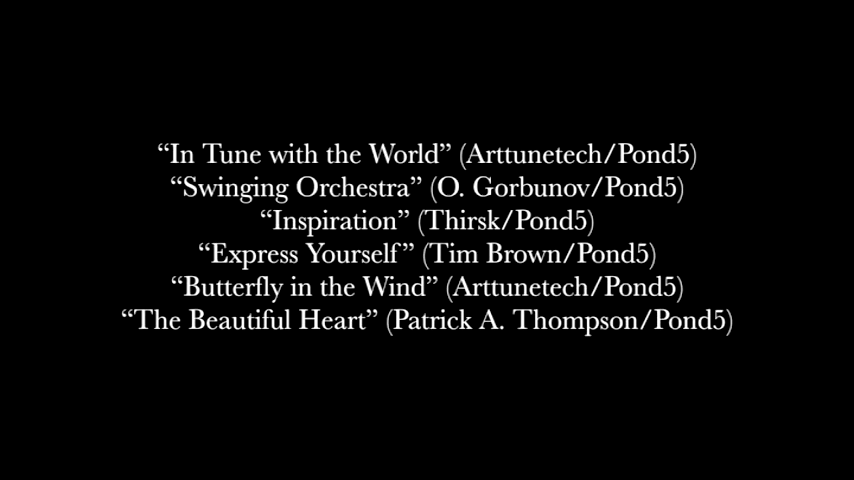 “In Tune with the World” (Arttunetech/Pond5)
“Swinging Orchestra” (O. Gorbunov/Pond5)
“Inspiration” (Thirsk/Pond5)
“Express Yourself” (Tim Brown/Pond5)
“Butterfly in the Wind” (Arttunetech/Pond5)
“The Beautiful Heart” (Patrick A. Thompson/Pond5)